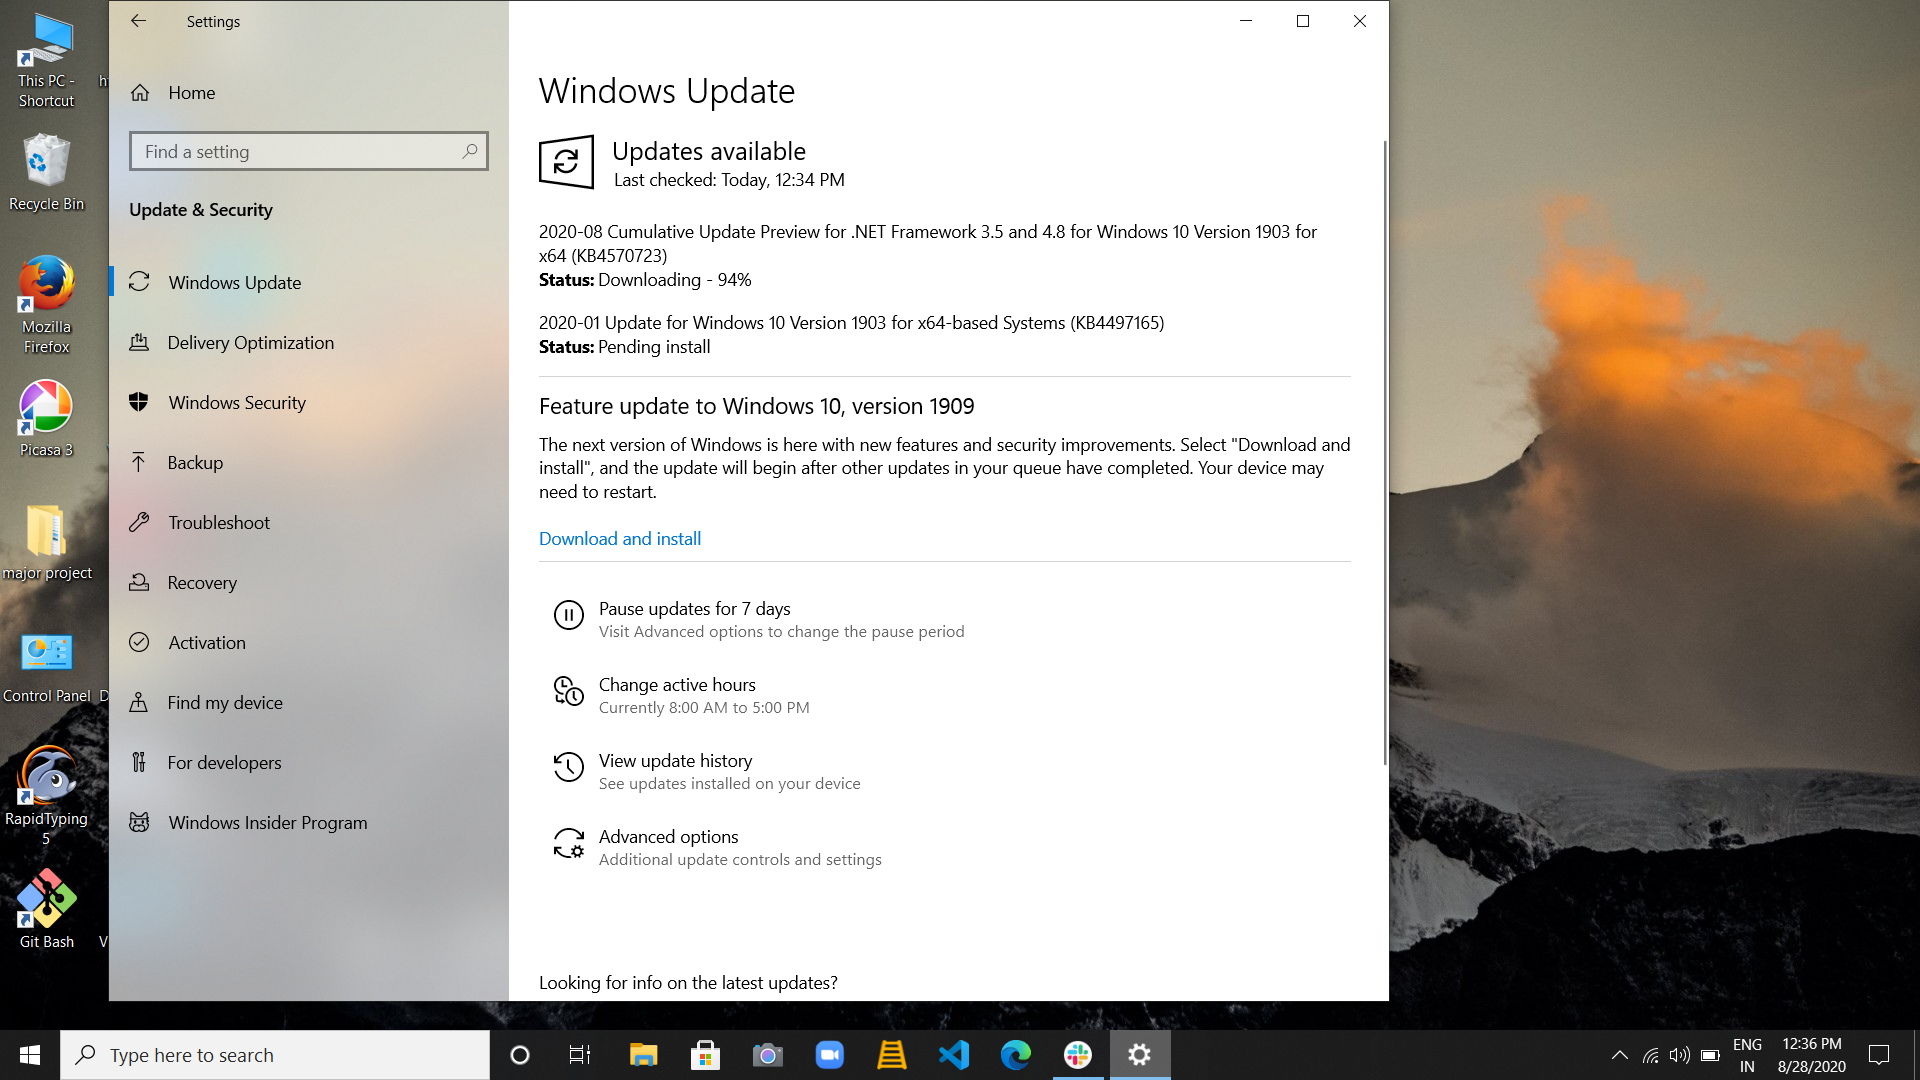 This PC -
Shortcut
Recycle Bin
Mozilla
Firefox
Picasa 3
major project
Control Panel
D
RapidTyping
5
Git Bash
V
Settings
Home
Find a setting
Update & Security
Windows Update
Delivery Optimization
Windows Security
Backup
Troubleshoot
Recovery
Activation
Find my device
For developers
Windows Insider Program
Windows Update
Updates available
Last checked: Today, 12:34 PM
2020-08 Cumulative Update Preview for .NET Framework 3.5 and 4.8 for Windows 10 Version 1903 for
x64 (KB4570723)
Status: Downloading - 94%
2020-01 Update for Windows 10 Version 1903 for x64-based Systems (KB4497165)
Status: Pending install
Feature update to Windows 10, version 1909
The next version of Windows is here with new features and security improvements. Select "Download and
install", and the update will begin after other updates in your queue have completed. Your device may
need to restart.
Download and install
Pause updates for 7 days
Visit Advanced options to change the pause period
Change active hours
Currently 8:00 AM to 5:00 PM
View update history
See updates installed on your device
Advanced options
Additional update controls and settings
Looking for info on the latest updates?
Type here to search
ENG
IN
12:36 PM
8/28/2020